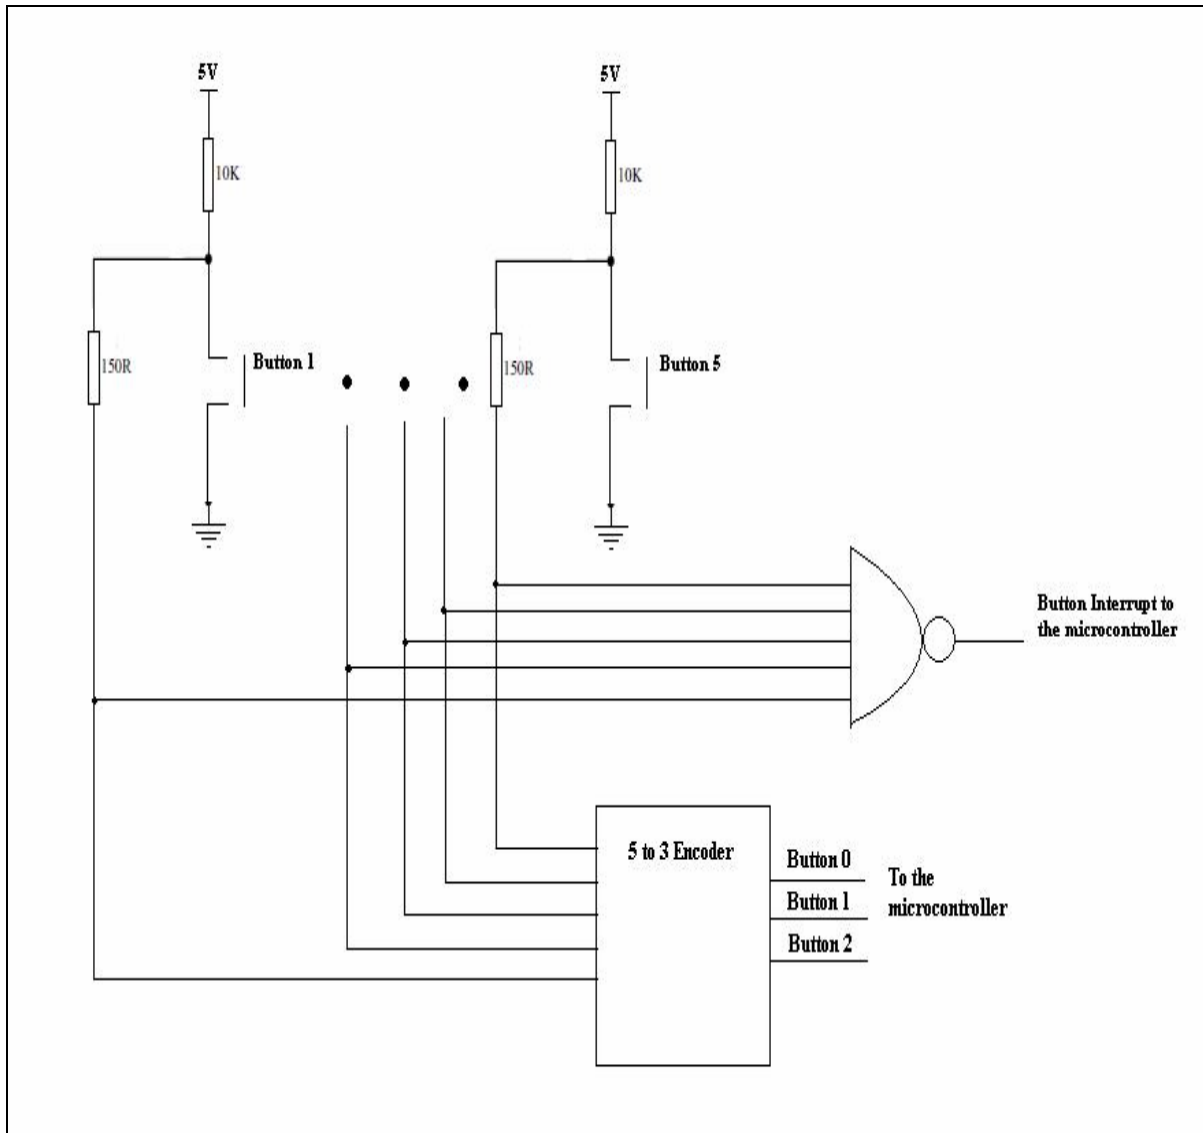 5V
5V
10K
10K
150R
Button 1
150R
Button 5
Button Interrupt to
the microcontroller
5 to 3 Encoder
Button 0
Button 1
Button 2
To the
microcontroller